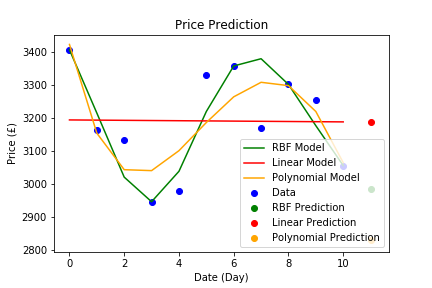 Price Prediction
3400
3300
3200
3100
3000
2900
2800
Price (£)
0
2
4
6
8
10
Date (Day)
RBF Model
Linear Model
Polynomial Model
Data
RBF Prediction
Linear Prediction
Polynomial Prediction